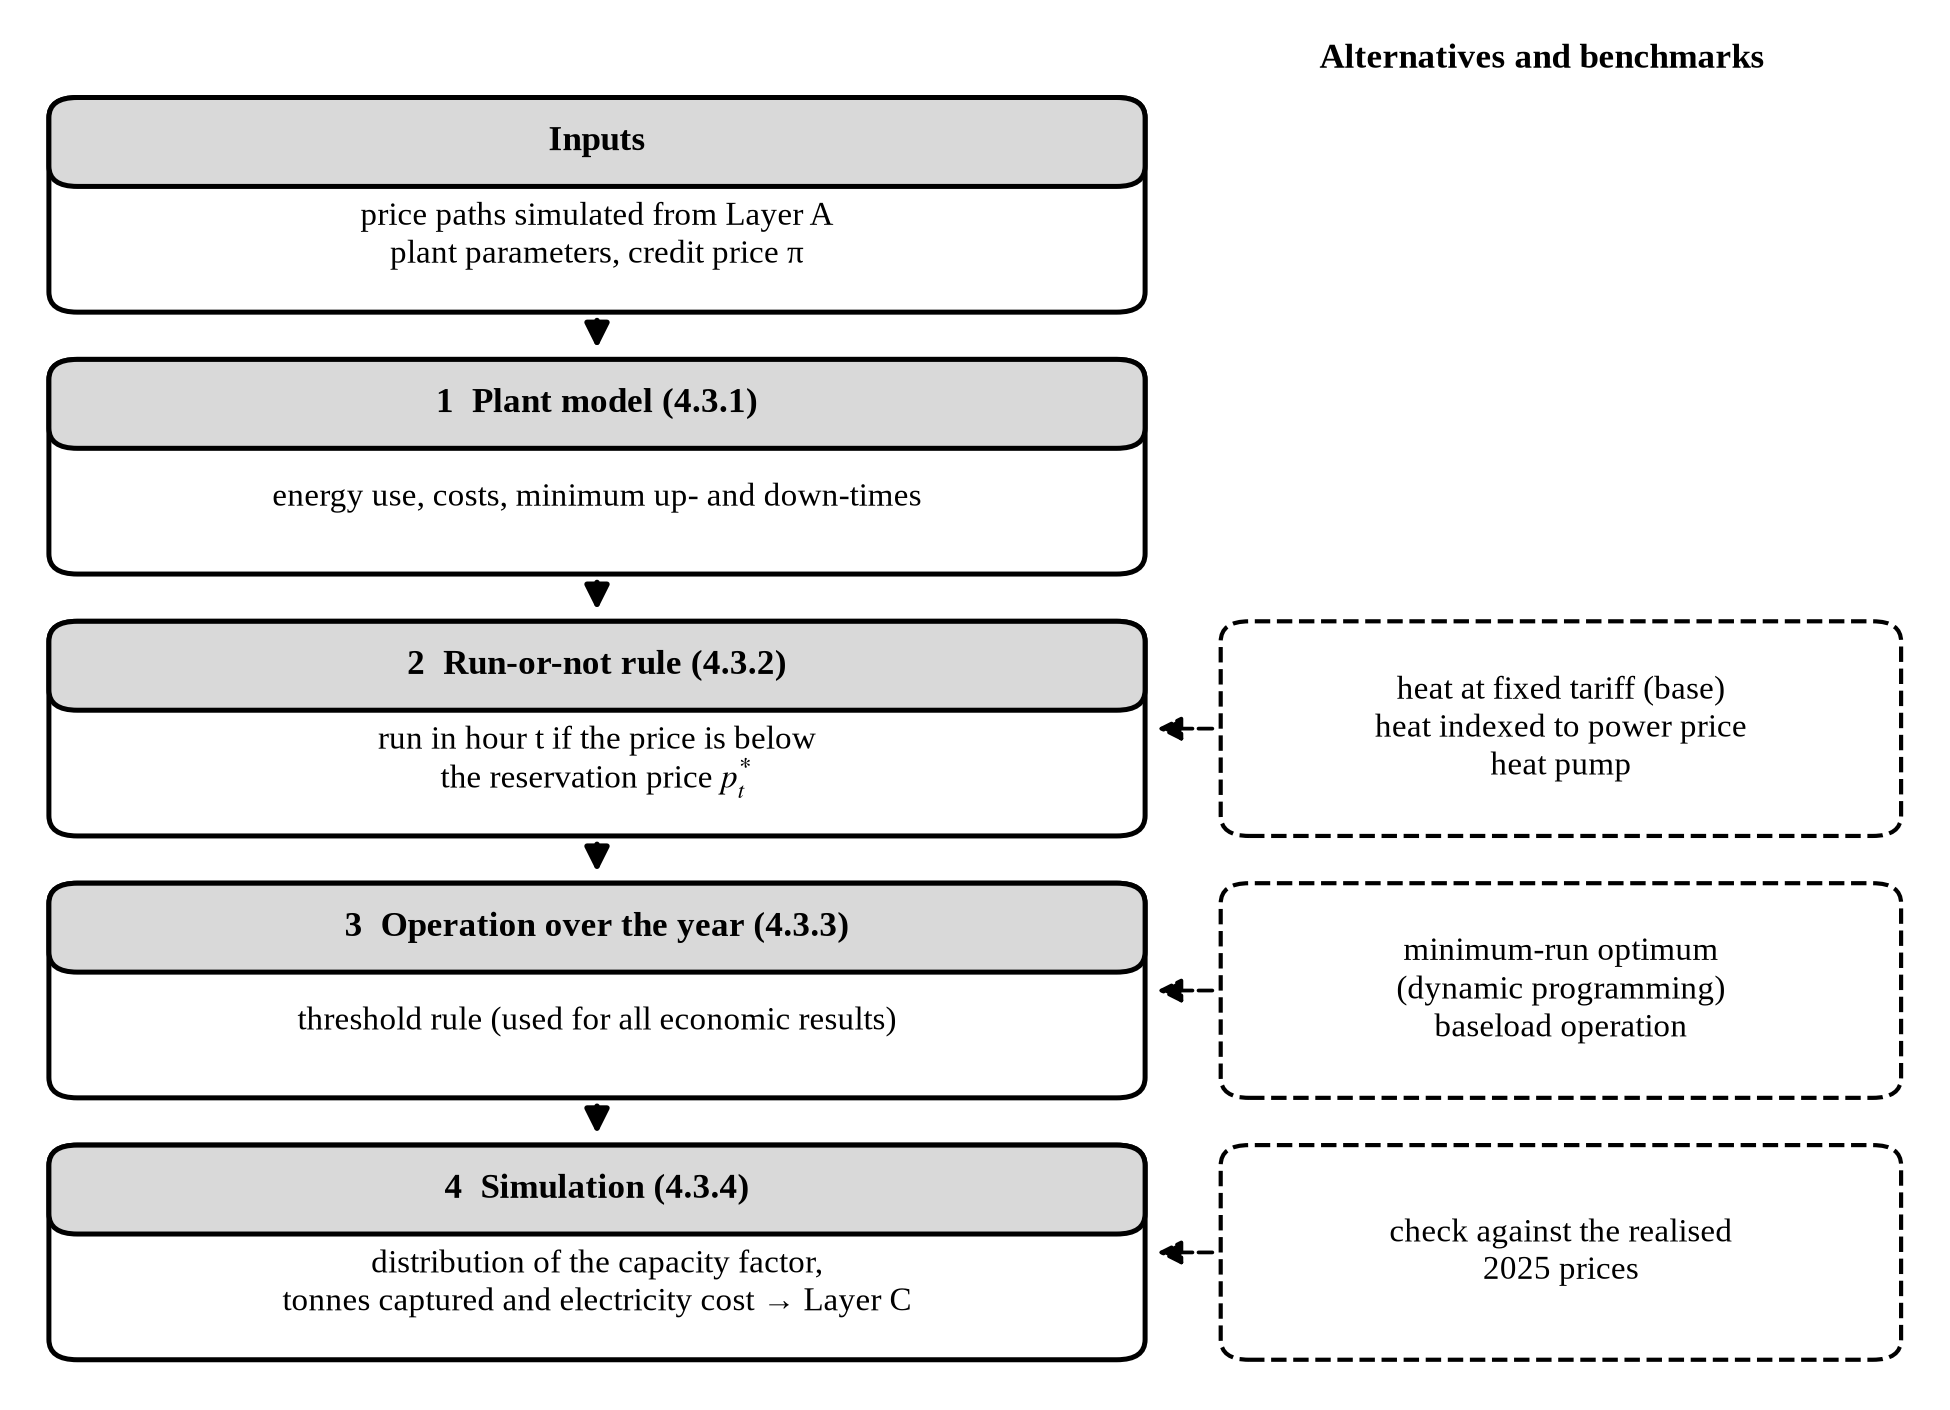 Alternatives and benchmarks
Inputs
price paths simulated from Layer A
plant parameters, credit price π
1 Plant model (4.3.1)
energy use, costs, minimum up- and down-times
2 Run-or-not rule (4.3.2)
run in hour t if the price is below
the reservation price p*t
heat at fixed tariff (base)
heat indexed to power price
heat pump
3 Operation over the year (4.3.3)
threshold rule (used for all economic results)
minimum-run optimum
(dynamic programming)
baseload operation
4 Simulation (4.3.4)
distribution of the capacity factor,
tonnes captured and electricity cost → Layer C
check against the realised
2025 prices